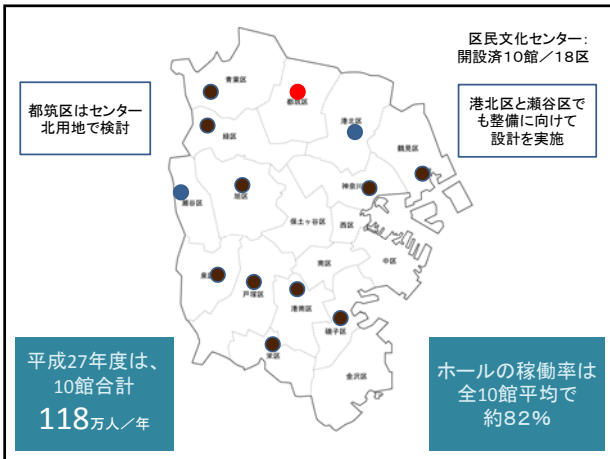 区民文化センター：
開設済10館／18区
都筑区はセンター
北用地で検討
港北区と瀬谷区で
も整備に向けて
設計を実施
青葉区
都筑区
港北区
緑区
鶴見区
神奈川
瀬谷区
旭区
保土ヶ谷区
西区
中区
南区
戸塚区
港南区
磯子区
栄区
金沢区
平成27年度は、
10館合計
118万人／年
ホールの稼働率は
全10館平均で
約82％